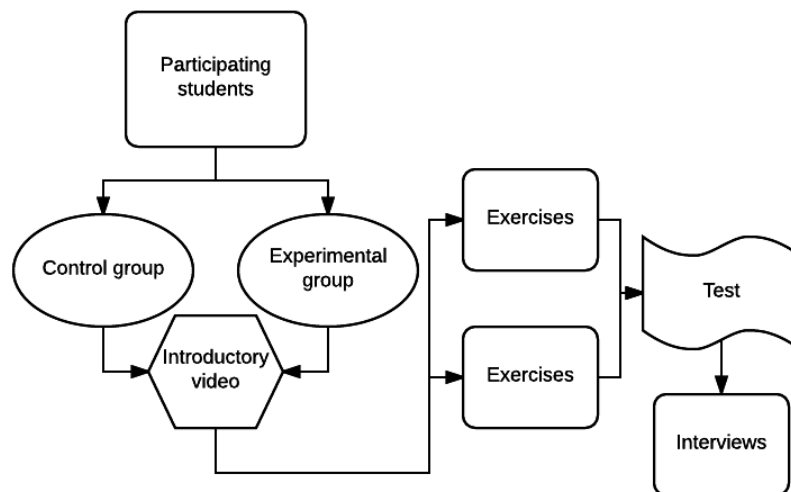 Participating
students
Control group
Experimental
group
Introductory
video
Exercises
Exercises
Test
Interviews